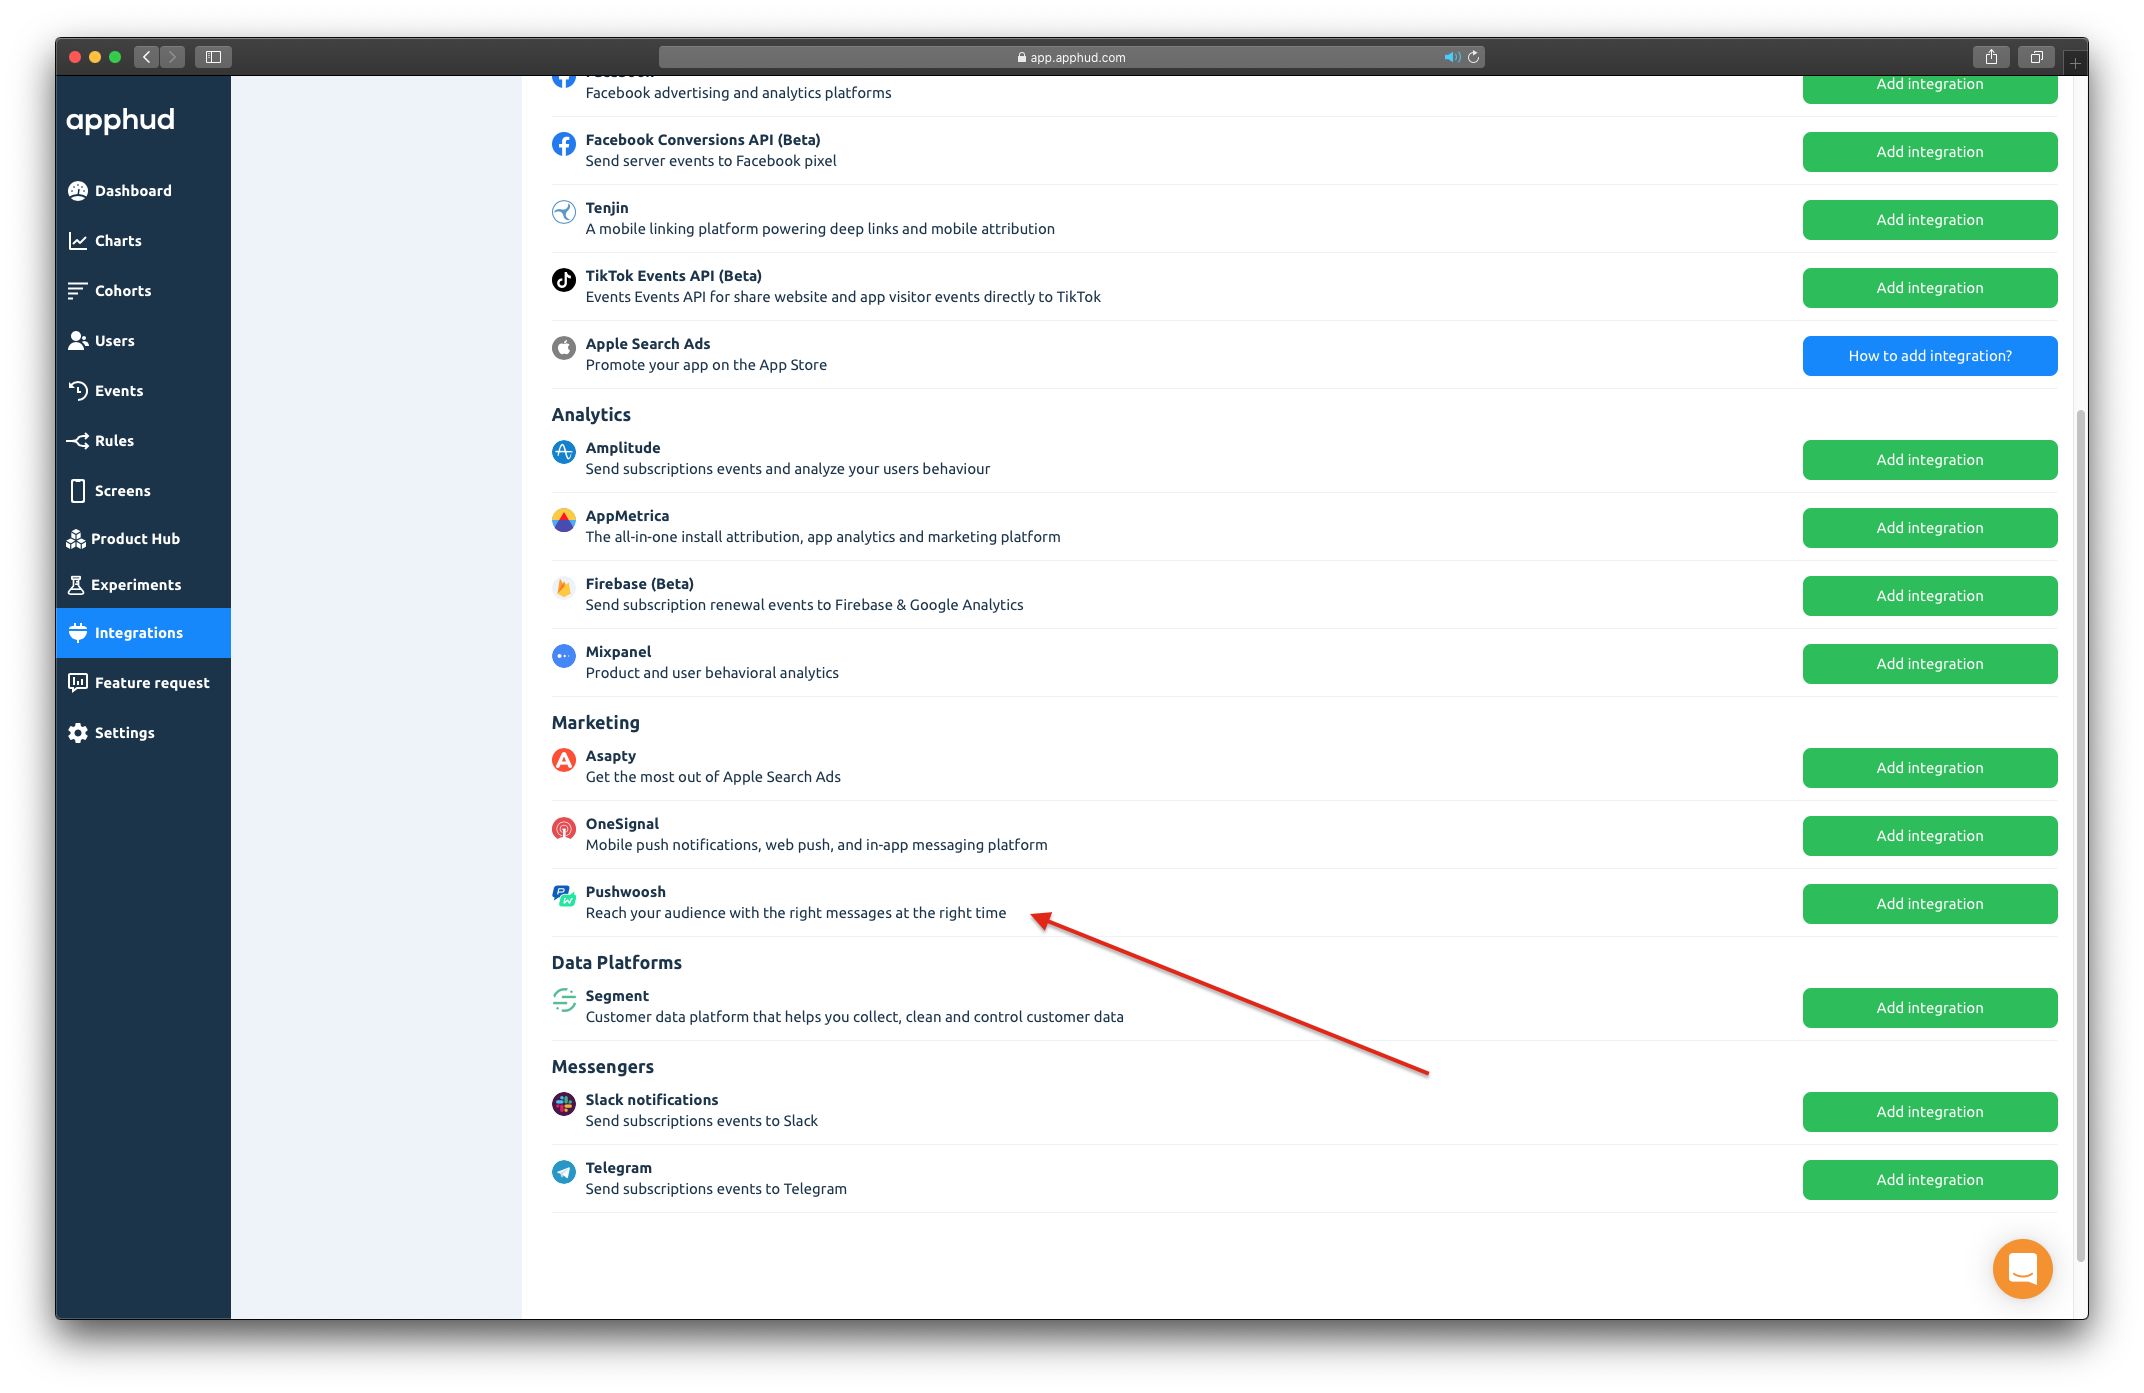 app.apphud.com
apphud
Dashboard
Charts
Cohorts
Users
Events
Rules
Screens
Product Hub
Experiments
Integrations
Feature request
Settings
Facebook
Facebook advertising and analytics platforms
Add integration
Facebook Conversions API (Beta)
Send server events to Facebook pixel
Add integration
Tenjin
A mobile linking platform powering deep links and mobile attribution
Add integration
TikTok Events API (Beta)
Events Events API for share website and app visitor events directly to TikTok
Add integration
Apple Search Ads
Promote your app on the App Store
How to add integration?
Analytics
Amplitude
Send subscriptions events and analyze your users behaviour
Add integration
AppMetrica
The all-in-one install attribution, app analytics and marketing platform
Add integration
Firebase (Beta)
Send subscription renewal events to Firebase & Google Analytics
Add integration
Mixpanel
Product and user behavioral analytics
Add integration
Marketing
Asapty
Get the most out of Apple Search Ads
Add integration
OneSignal
Mobile push notifications, web push, and in-app messaging platform
Add integration
Pushwoosh
Reach your audience with the right messages at the right time
Add integration
Data Platforms
Segment
Customer data platform that helps you collect, clean and control customer data
Add integration
Messengers
Slack notifications
Send subscriptions events to Slack
Add integration
Telegram
Send subscriptions events to Telegram
Add integration